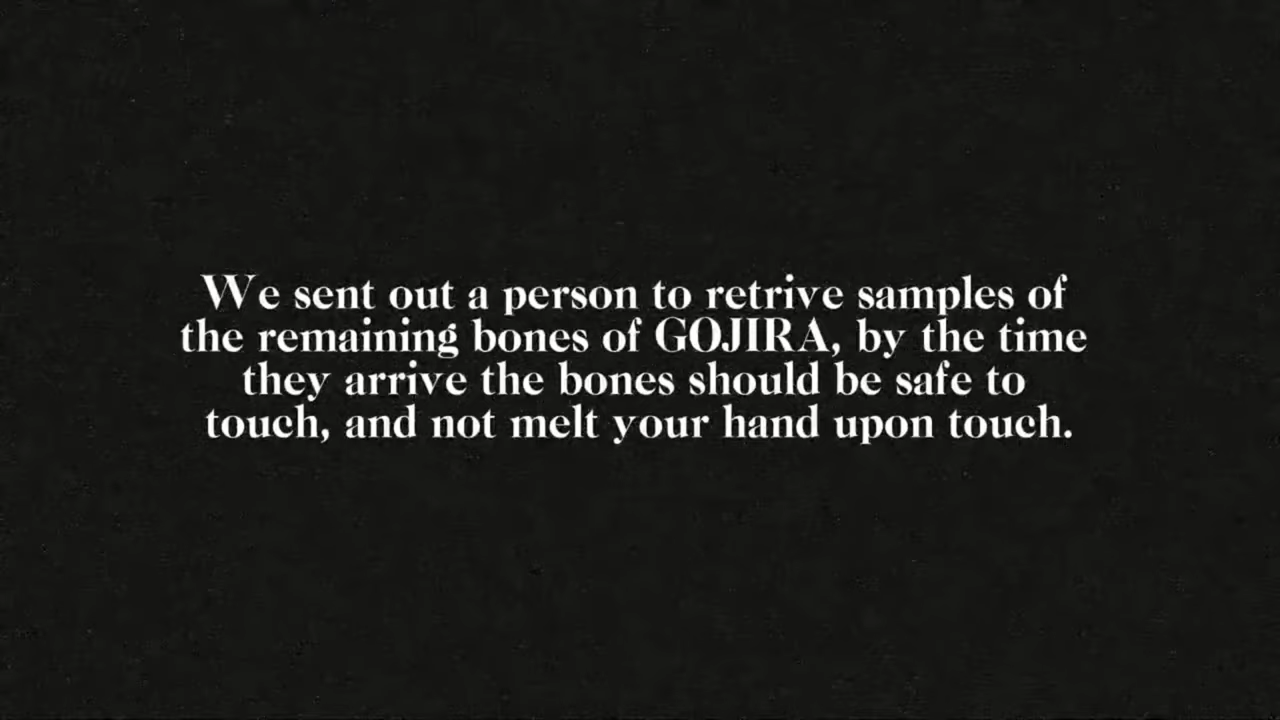 We sent out a person to retrive samples of
the remaining bones of GOJIRA, by the time
they arrive the bones should be safe to
touch, and not melt your hand upon touch.